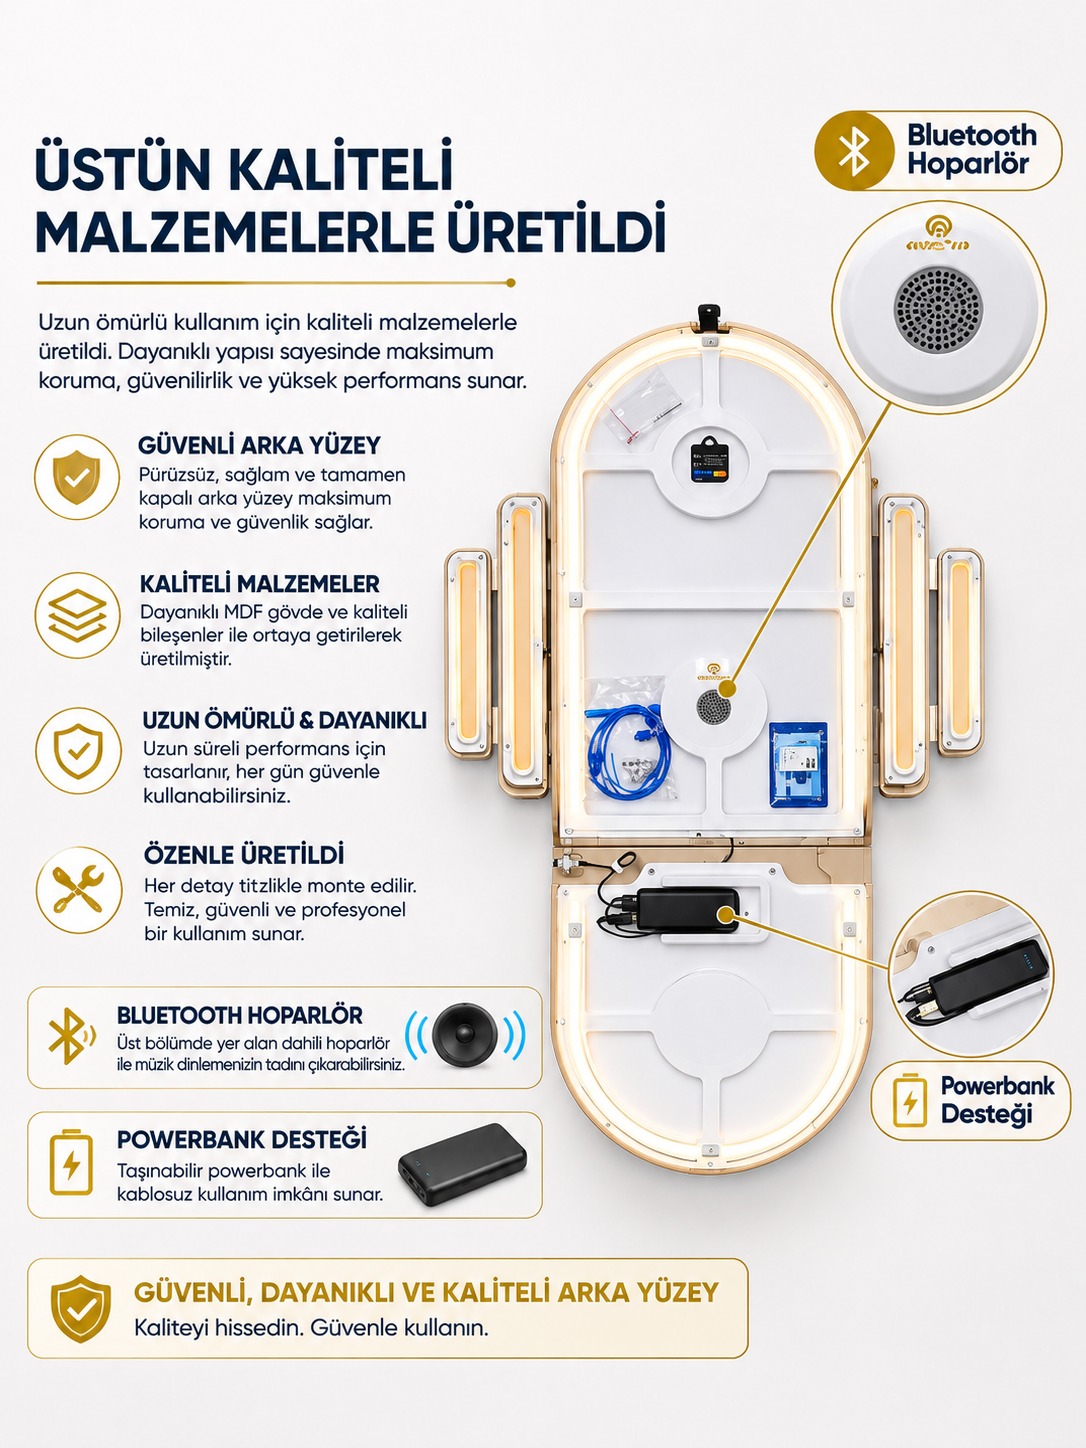 ÜSTÜN KALİTELİ
MALZEMELERLE ÜRETİLDİ
Uzun ömürlü kullanım için kaliteli malzemelerle
üretildi. Dayanıklı yapısı sayesinde maksimum
koruma, güvenilirlik ve yüksek performans sunar.
GÜVENLİ ARKA YÜZEY
Pürüzsüz, sağlam ve tamamen
kapalı arka yüzey maksimum
koruma ve güvenlik sağlar.
KALİTELİ MALZEMELER
Dayanıklı MDF gövde ve kaliteli
bileşenler ile ortaya getirilerek
üretilmiştir.
UZUN ÖMÜRLÜ & DAYANIKLI
Uzun süreli performans için
tasarlanır, her gün güvenle
kullanabilirsiniz.
ÖZENLE ÜRETİLDİ
Her detay titizlikle monte edilir.
Temiz, güvenli ve profesyonel
bir kullanım sunar.
BLUETOOTH HOPARLÖR
Üst bölümde yer alan dahili hoparlör
ile müzik dinlemenizin tadını çıkarabilirsiniz.
POWERBANK DESTEĞİ
Taşınabilir powerbank ile
kablosuz kullanım imkânı sunar.
GÜVENLİ, DAYANIKLI VE KALİTELİ ARKA YÜZEY
Kaliteyi hissedin. Güvenle kullanın.
Bluetooth
Hoparlör
Powerbank
Desteği